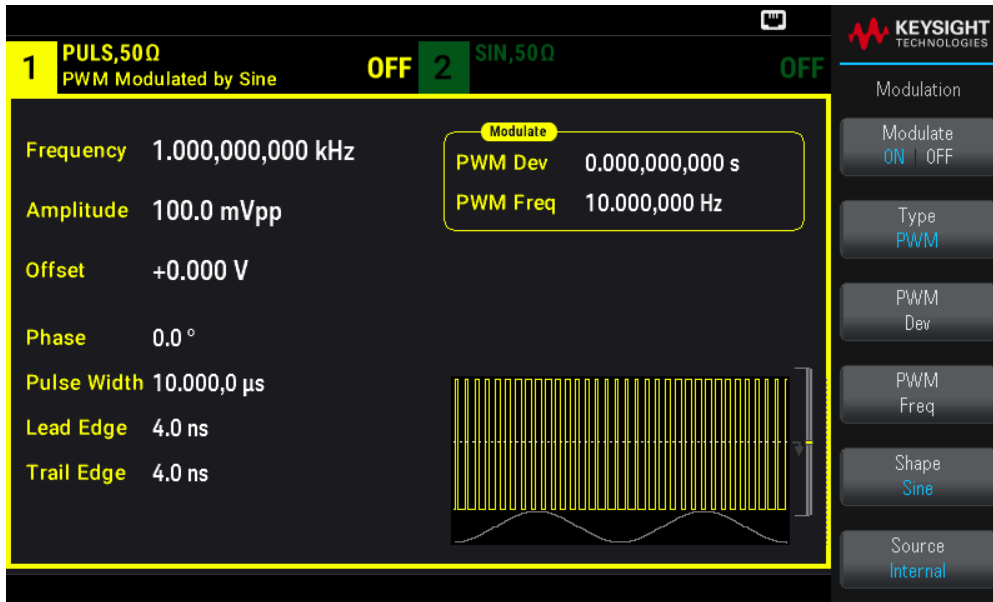 KEYSIGHT
TECHNOLOGIES
1 PULS,50Ω OFF
PWM Modulated by Sine
2 SIN,50Ω OFF
Frequency 1.000,000,000 kHz
Amplitude 100.0 mVpp
Offset +0.000 V
Phase 0.0 °
Pulse Width 10.000,0 µs
Lead Edge 4.0 ns
Trail Edge 4.0 ns
Modulate
PWM Dev 0.000,000,000 s
PWM Freq 10.000,000 Hz
Modulation
Modulate
ON | OFF
Type
PWM
PWM
Dev
PWM
Freq
Shape
Sine
Source
Internal